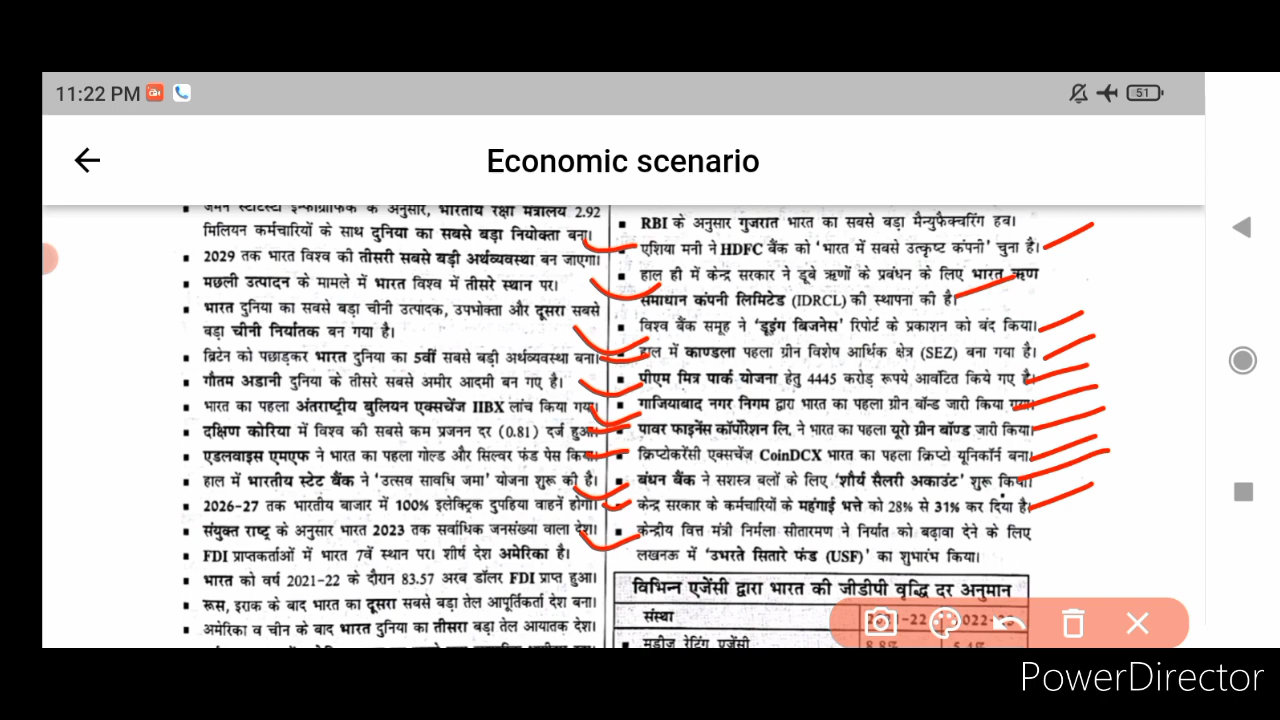 11:22 PM
51
Economic scenario
जर्मन स्टेटिस्टा इन्फोग्राफिक के अनुसार, भारतीय रक्षा मंत्रालय 2.92
मिलियन कर्मचारियों के साथ दुनिया का सबसे बड़ा नियोक्ता बना।
2029 तक भारत विश्व की तीसरी सबसे बड़ी अर्थव्यवस्था बन जाएगा।
मछली उत्पादन के मामले में भारत विश्व में तीसरे स्थान पर।
भारत दुनिया का सबसे बड़ा चीनी उत्पादक, उपभोक्ता और दूसरा सबसे
बड़ा चीनी निर्यातक बन गया है।
ब्रिटेन को पछाड़कर भारत दुनिया का 5वीं सबसे बड़ी अर्थव्यवस्था बना।
गौतम अडानी दुनिया के तीसरे सबसे अमीर आदमी बन गए है।
भारत का पहला अंतराष्ट्रीय बुलियन एक्सचेंज IIBX लांच किया गया।
दक्षिण कोरिया में विश्व की सबसे कम प्रजनन दर (0.81) दर्ज हुआ।
एडलवाइस एमएफ ने भारत का पहला गोल्ड और सिल्वर फंड पेस किया।
हाल में भारतीय स्टेट बैंक ने 'उत्सव सावधि जमा' योजना शुरू की है।
2026-27 तक भारतीय बाजार में 100% इलेक्ट्रिक दुपहिया वाहनें होगी।
संयुक्त राष्ट्र के अनुसार भारत 2023 तक सर्वाधिक जनसंख्या वाला देश।
FDI प्राप्तकर्ताओं में भारत 7वें स्थान पर। शीर्ष देश अमेरिका है।
भारत को वर्ष 2021-22 के दौरान 83.57 अरब डॉलर FDI प्राप्त हुआ।
रूस, इराक के बाद भारत का दूसरा सबसे बड़ा तेल आपूर्तिकर्ता देश बना।
अमेरिका व चीन के बाद भारत दुनिया का तीसरा बड़ा तेल आयातक देश।
RBI के अनुसार गुजरात भारत का सबसे बड़ा मैन्युफैक्चरिंग हब।
एशिया मनी ने HDFC बैंक को 'भारत में सबसे उत्कृष्ट कंपनी' चुना है।
हाल ही में केन्द्र सरकार ने डूबे ऋणों के प्रबंधन के लिए भारत ऋण
समाधान कंपनी लिमिटेड (IDRCL) की स्थापना की है।
विश्व बैंक समूह ने 'डूइंग बिजनेस' रिपोर्ट के प्रकाशन को बंद किया।
हाल में काण्डला पहला ग्रीन विशेष आर्थिक क्षेत्र (SEZ) बना गया है।
पीएम मित्र पार्क योजना हेतु 4445 करोड़ रूपये आवंटित किये गए है।
गाजियाबाद नगर निगम द्वारा भारत का पहला ग्रीन बॉन्ड जारी किया गया।
पावर फाइनेंस कॉर्पोरेशन लि. ने भारत का पहला यूरो ग्रीन बॉण्ड जारी किया।
क्रिप्टोकरेंसी एक्सचेंज CoinDCX भारत का पहला क्रिप्टो यूनिकॉर्न बना।
बंधन बैंक ने सशस्त्र बलों के लिए 'शौर्य सैलरी अकाउंट' शुरू किया।
केन्द्र सरकार के कर्मचारियों के महंगाई भत्ते को 28% से 31% कर दिया है।
केन्द्रीय वित्त मंत्री निर्मला सीतारमण ने निर्यात को बढ़ावा देने के लिए
लखनऊ में 'उभरते सितारे फंड (USF)' का शुभारंभ किया।
विभिन्न एजेंसी द्वारा भारत की जीडीपी वृद्धि दर अनुमान
संस्था
मूडीज रेटिंग एजेंसी
PowerDirector